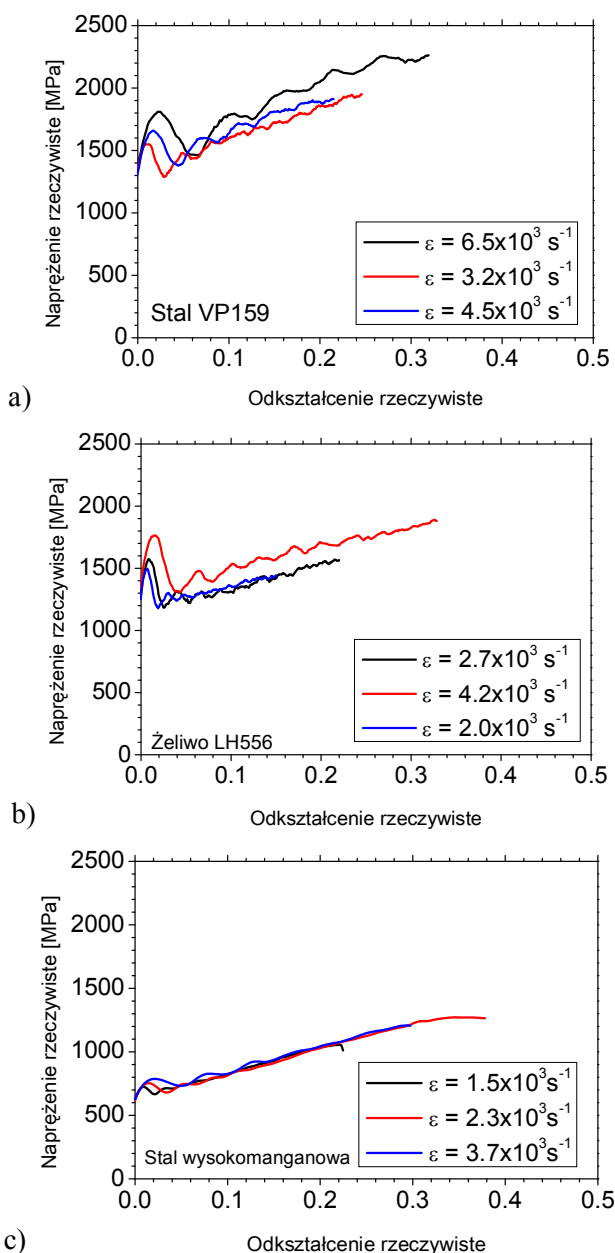 2500
2000
1500
1000
500
0
Naprężenie rzeczywiste [MPa]
ε = 6.5x10³ s⁻¹
ε = 3.2x10³ s⁻¹
ε = 4.5x10³ s⁻¹
Stal VP159
0.0 0.1 0.2 0.3 0.4 0.5
a)
Odkształcenie rzeczywiste
2500
2000
1500
1000
500
0
Naprężenie rzeczywiste [MPa]
ε = 2.7x10³ s⁻¹
ε = 4.2x10³ s⁻¹
ε = 2.0x10³ s⁻¹
Żeliwo LH556
0.0 0.1 0.2 0.3 0.4 0.5
b)
Odkształcenie rzeczywiste
2500
2000
1500
1000
500
0
Naprężenie rzeczywiste [MPa]
ε = 1.5x10³s⁻¹
ε = 2.3x10³s⁻¹
ε = 3.7x10³s⁻¹
Stal wysokomanganowa
0.0 0.1 0.2 0.3 0.4 0.5
c)
Odkształcenie rzeczywiste